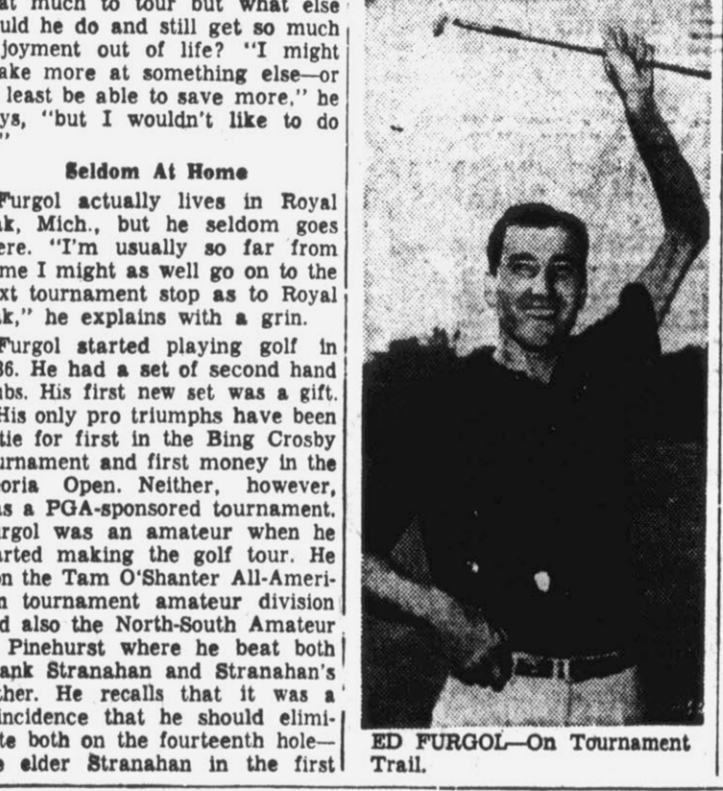 at much to tour but what else
uld he do and still get so much
joyment out of life? "I might
ake more at something else—or
least be able to save more," he
ys, "but I wouldn't like to do
"
Seldom At Home
Furgol actually lives in Royal
ak, Mich., but he seldom goes
ere. "I'm usually so far from
me I might as well go on to the
xt tournament stop as to Royal
ak," he explains with a grin.
Furgol started playing golf in
36. He had a set of second hand
ubs. His first new set was a gift.
His only pro triumphs have been
tie for first in the Bing Crosby
urnament and first money in the
oria Open. Neither, however,
as a PGA-sponsored tournament.
urgol was an amateur when he
arted making the golf tour. He
on the Tam O'Shanter All-Ameri-
n tournament amateur division
d also the North-South Amateur
Pinehurst where he beat both
ank Stranahan and Stranahan's
ther. He recalls that it was a
incidence that he should elimi-
te both on the fourteenth hole—
e elder Stranahan in the first
ED FURGOL—On Tournament
Trail.